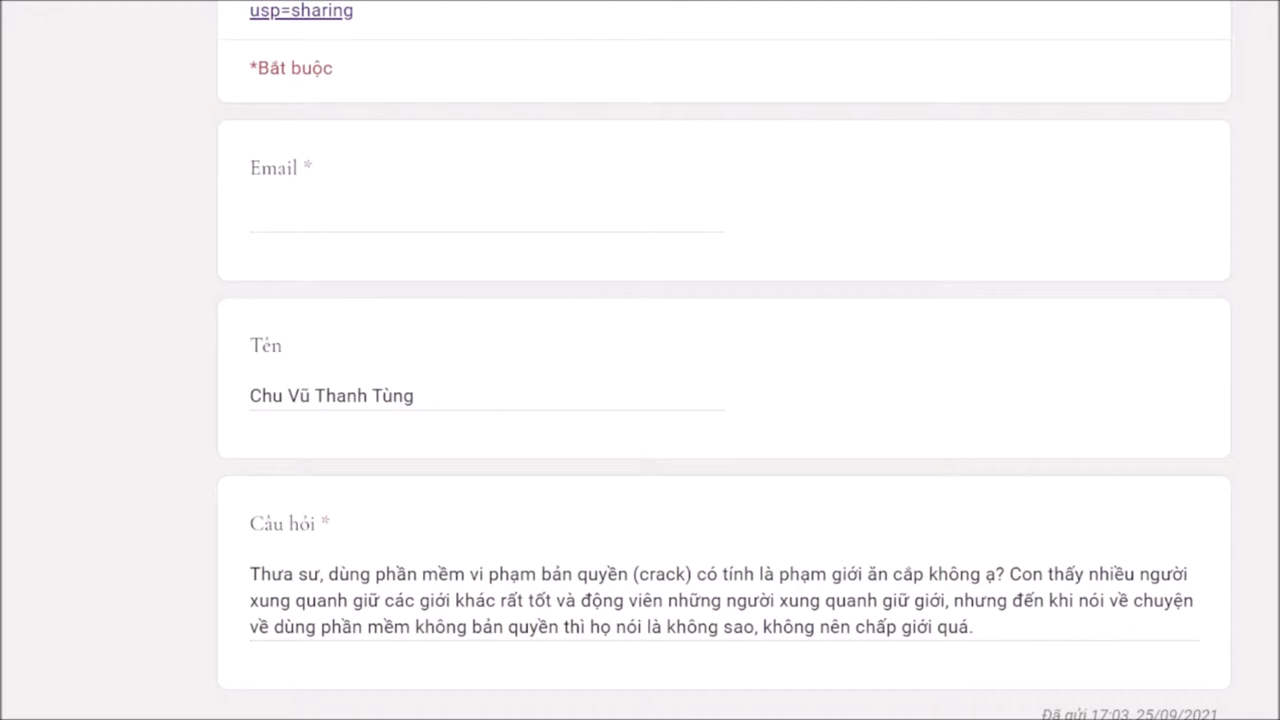 usp=sharing
*Bắt buộc
Email *
Tên
Chu Vũ Thanh Tùng
Câu hỏi *
Thưa sư, dùng phần mềm vi phạm bản quyền (crack) có tính là phạm giới ăn cắp không ạ? Con thấy nhiều người
xung quanh giữ các giới khác rất tốt và động viên những người xung quanh giữ giới, nhưng đến khi nói về chuyện
về dùng phần mềm không bản quyền thì họ nói là không sao, không nên chấp giới quá.
Đã gửi 17:03, 25/09/2021